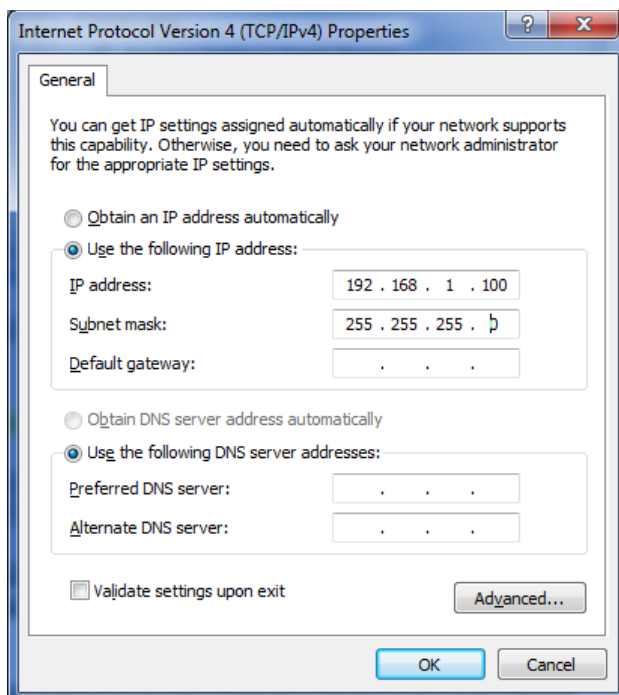 Internet Protocol Version 4 (TCP/IPv4) Properties
General
You can get IP settings assigned automatically if your network supports
this capability. Otherwise, you need to ask your network administrator
for the appropriate IP settings.
Obtain an IP address automatically
Use the following IP address:
IP address: 192 . 168 . 1 . 100
Subnet mask: 255 . 255 . 255 . 0
Default gateway: . . .
Obtain DNS server address automatically
Use the following DNS server addresses:
Preferred DNS server: . . .
Alternate DNS server: . . .
Validate settings upon exit
Advanced...
OK Cancel